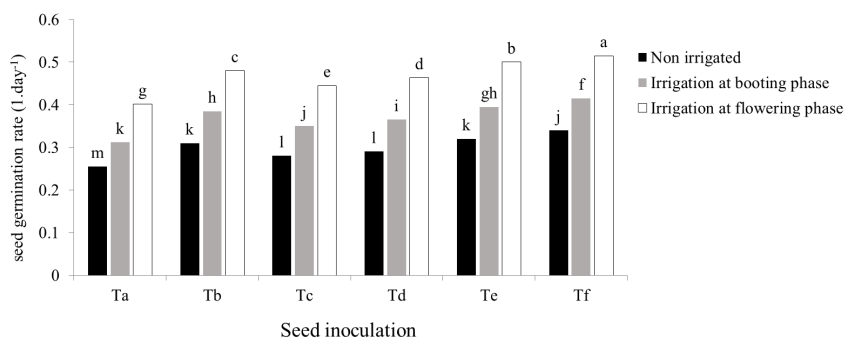 0.6
0.5
0.4
0.3
0.2
0.1
0
seed germination rate (1.day-1)
m k g
k h c
l j e
l i d
k gh b
j f a
Ta Tb Tc Td Te Tf
Seed inoculation
Non irrigated
Irrigation at booting phase
Irrigation at flowering phase